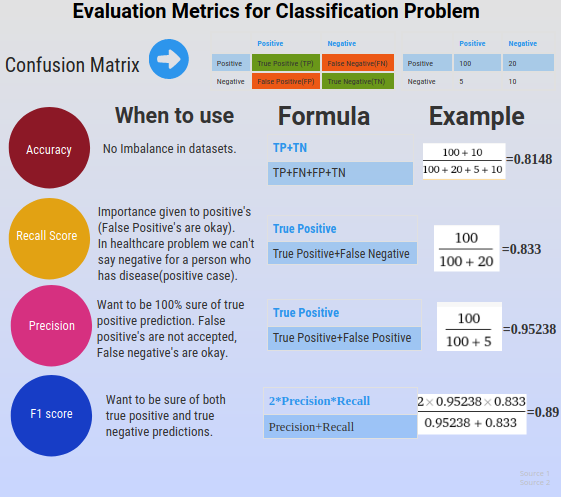 Evaluation Metrics for Classification Problem
Confusion Matrix
Positive Negative
Positive True Positive (TP) False Negative(FN)
Negative False Positive(FP) True Negative(TN)
Positive Negative
Positive 100 20
Negative 5 10
When to use Formula Example
Accuracy
No Imbalance in datasets.
TP+TN
TP+FN+FP+TN
100 + 10
100 + 20 + 5 + 10
=0.8148
Recall Score
Importance given to positive's
(False Positive's are okay).
In healthcare problem we can't
say negative for a person who
has disease(positive case).
True Positive
True Positive+False Negative
100
100 + 20
=0.833
Precision
Want to be 100% sure of true
positive prediction. False
positive's are not accepted,
False negative's are okay.
True Positive
True Positive+False Positive
100
100 + 5
=0.95238
F1 score
Want to be sure of both
true positive and true
negative predictions.
2*Precision*Recall
Precision+Recall
2 × 0.95238 × 0.833
0.95238 + 0.833
=0.89
Source 1
Source 2